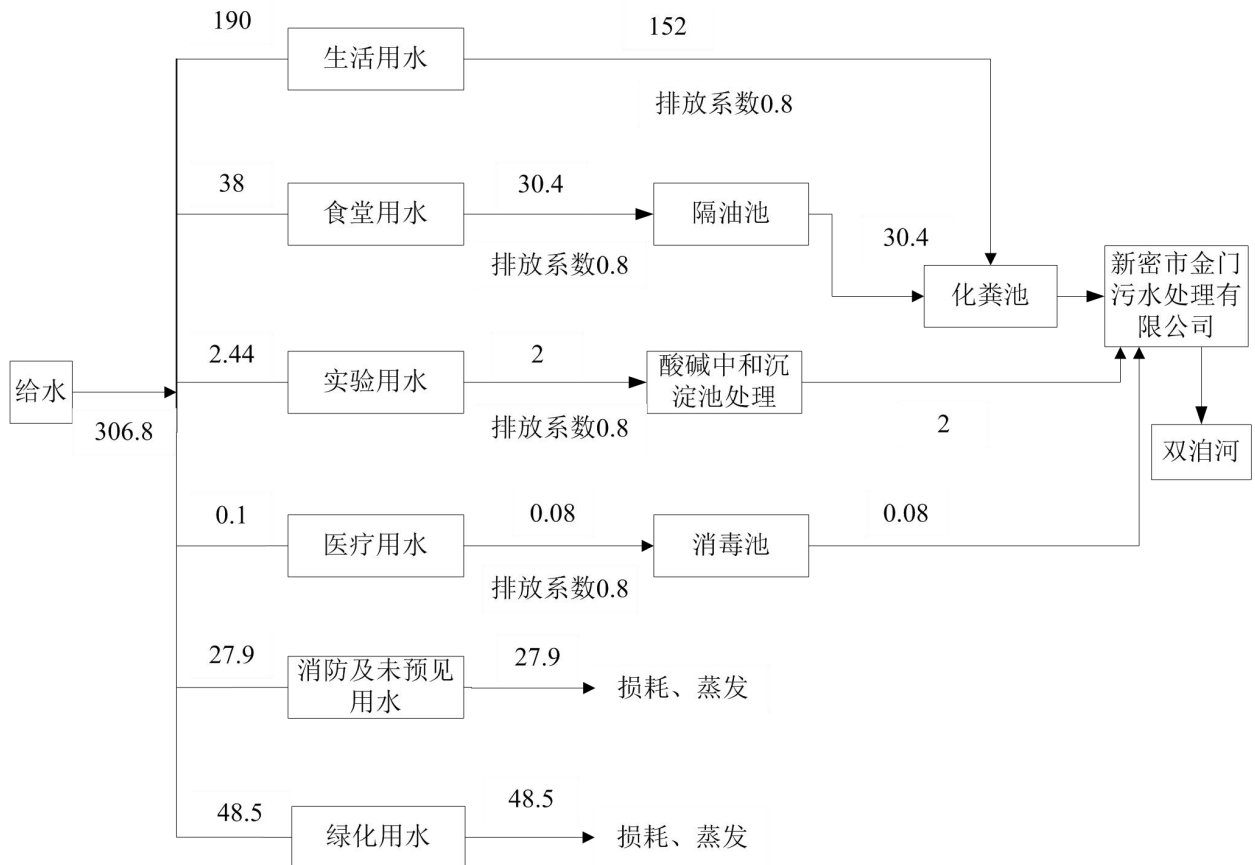 190
生活用水
152
排放系数0.8
38
食堂用水
30.4
排放系数0.8
隔油池
30.4
化粪池
新密市金门
污水处理有
限公司
给水
306.8
2.44
实验用水
2
排放系数0.8
酸碱中和沉
淀池处理
2
双洎河
0.1
医疗用水
0.08
排放系数0.8
消毒池
0.08
27.9
消防及未预见
用水
27.9
损耗、蒸发
48.5
绿化用水
48.5
损耗、蒸发